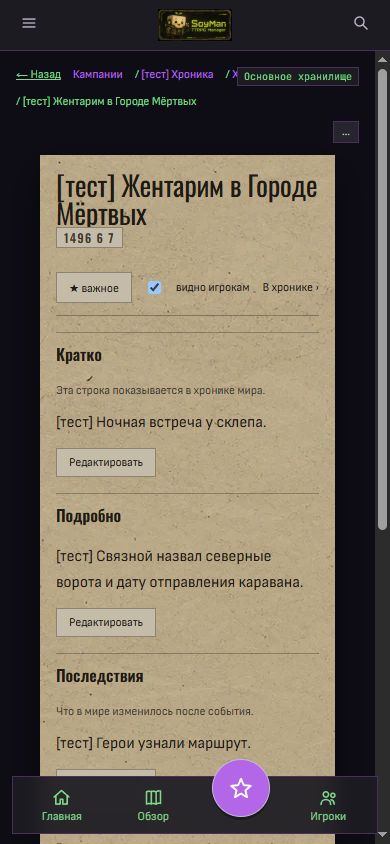 SoyMan
TTRPG Manager
← Назад Кампании / [тест] Хроника / Х
Основное хранилище
/ [тест] Жентарим в Городе Мёртвых
...
[тест] Жентарим в Городе
Мёртвых
1496 6 7
★ важное видно игрокам В хронике ›
Кратко
Эта строка показывается в хронике мира.
[тест] Ночная встреча у склепа.
Редактировать
Подробно
[тест] Связной назвал северные
ворота и дату отправления каравана.
Редактировать
Последствия
Что в мире изменилось после события.
[тест] Герои узнали маршрут.
Главная Обзор Игроки